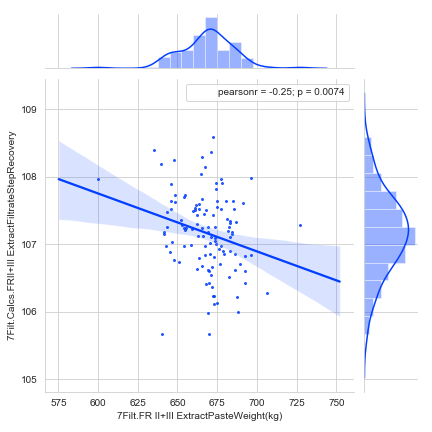 pearsonr = -0.25; p = 0.0074
109
108
107
106
105
7Filt.Calcs.FRII+III ExtractFiltrateStepRecovery
575 600 625 650 675 700 725 750
7Filt.FR II+III ExtractPasteWeight(kg)